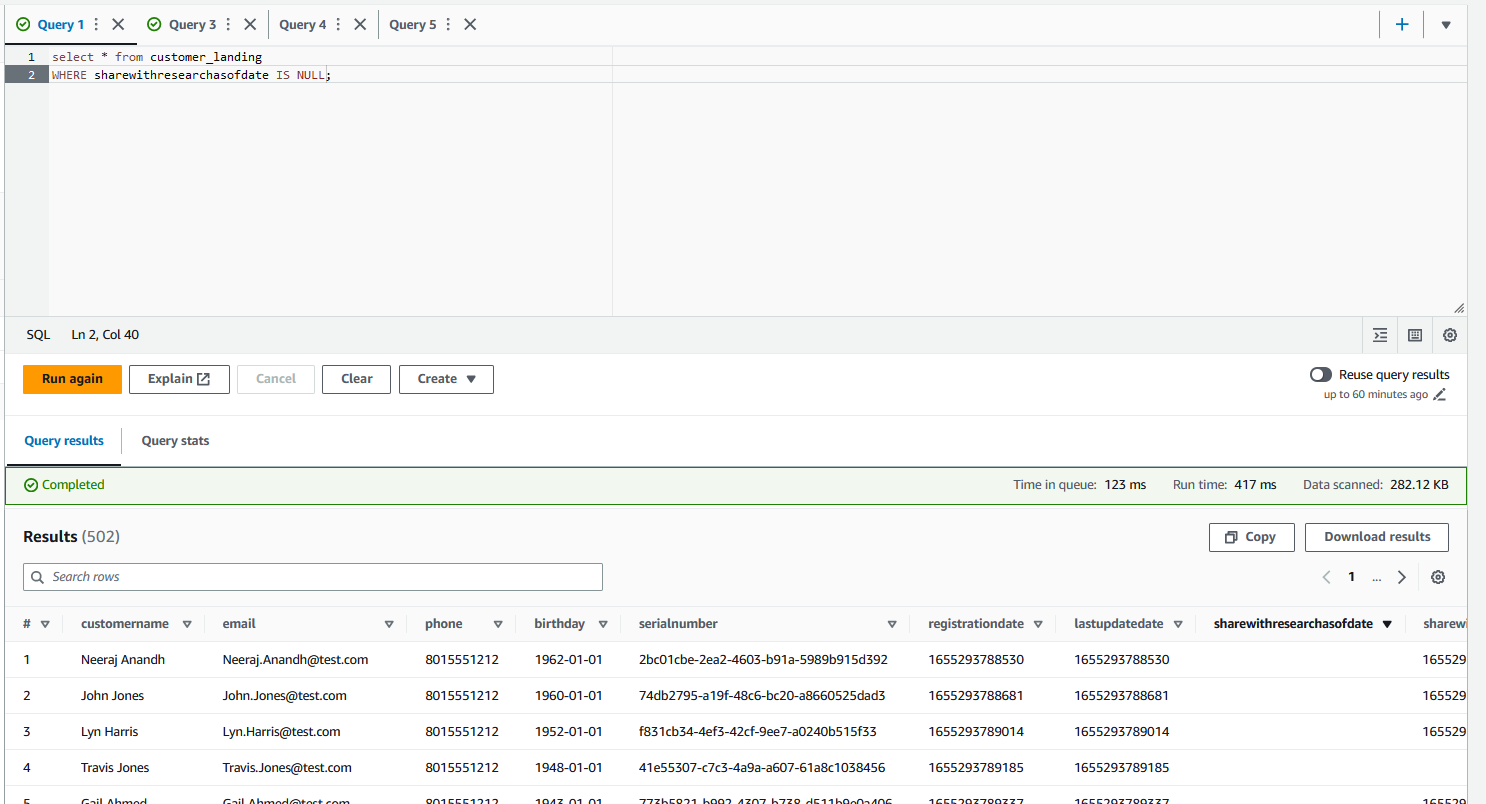 Query 1 Query 3 Query 4 Query 5
1 select * from customer_landing
2 WHERE sharewithresearchasofdate IS NULL;
SQL Ln 2, Col 40
Run again Explain Cancel Clear Create Reuse query results
up to 60 minutes ago
Query results Query stats
Completed Time in queue: 123 ms Run time: 417 ms Data scanned: 282.12 KB
Results (502) Copy Download results
Search rows 1 ...
# customername email phone birthday serialnumber registrationdate lastupdatedate sharewithresearchasofdate
1 Neeraj Anandh Neeraj.Anandh@test.com 8015551212 1962-01-01 2bc01cbe-2ea2-4603-b91a-5989b915d392 1655293788530 1655293788530 165529
2 John Jones John.Jones@test.com 8015551212 1960-01-01 74db2795-a19f-48c6-bc20-a8660525dad3 1655293788681 1655293788681 165529
3 Lyn Harris Lyn.Harris@test.com 8015551212 1952-01-01 f831cb34-4ef3-42cf-9ee7-a0240b515f33 1655293789014 1655293789014 165529
4 Travis Jones Travis.Jones@test.com 8015551212 1948-01-01 41e55307-c7c3-4a9a-a607-61a8c1038456 1655293789185 1655293789185 165529
5 Gail Ahmed Gail.Ahmed@test.com 8015551212 1943-01-01 773b5821-b992-4307-b738-d511b9e0a406 1655293789337 1655293789337 165529